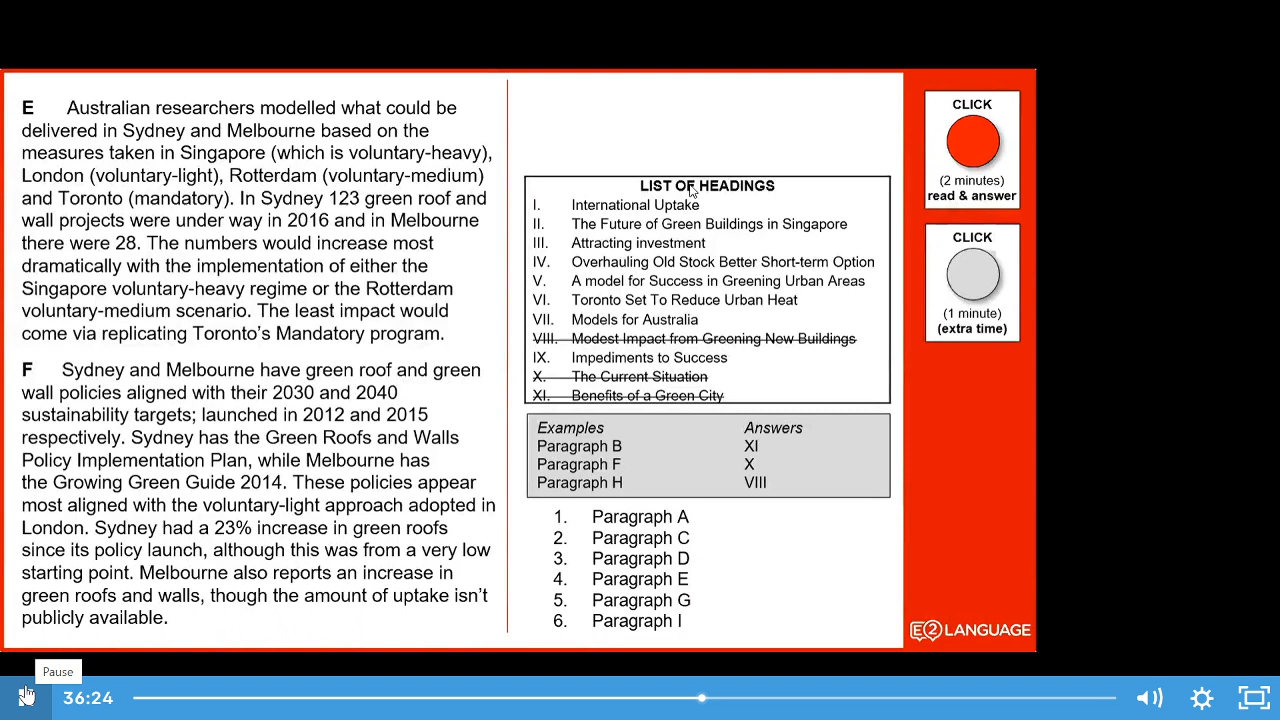 E Australian researchers modelled what could be
delivered in Sydney and Melbourne based on the
measures taken in Singapore (which is voluntary-heavy),
London (voluntary-light), Rotterdam (voluntary-medium)
and Toronto (mandatory). In Sydney 123 green roof and
wall projects were under way in 2016 and in Melbourne
there were 28. The numbers would increase most
dramatically with the implementation of either the
Singapore voluntary-heavy regime or the Rotterdam
voluntary-medium scenario. The least impact would
come via replicating Toronto's Mandatory program.
F Sydney and Melbourne have green roof and green
wall policies aligned with their 2030 and 2040
sustainability targets; launched in 2012 and 2015
respectively. Sydney has the Green Roofs and Walls
Policy Implementation Plan, while Melbourne has
the Growing Green Guide 2014. These policies appear
most aligned with the voluntary-light approach adopted in
London. Sydney had a 23% increase in green roofs
since its policy launch, although this was from a very low
starting point. Melbourne also reports an increase in
green roofs and walls, though the amount of uptake isn't
publicly available.
LIST OF HEADINGS
I. International Uptake
II. The Future of Green Buildings in Singapore
III. Attracting investment
IV. Overhauling Old Stock Better Short-term Option
V. A model for Success in Greening Urban Areas
VI. Toronto Set To Reduce Urban Heat
VII. Models for Australia
VIII. Modest Impact from Greening New Buildings
IX. Impediments to Success
X. The Current Situation
XI. Benefits of a Green City
Examples Answers
Paragraph B XI
Paragraph F X
Paragraph H VIII
1. Paragraph A
2. Paragraph C
3. Paragraph D
4. Paragraph E
5. Paragraph G
6. Paragraph I
CLICK
(2 minutes)
read & answer
CLICK
(1 minute)
(extra time)
E2 LANGUAGE
Pause
36:24